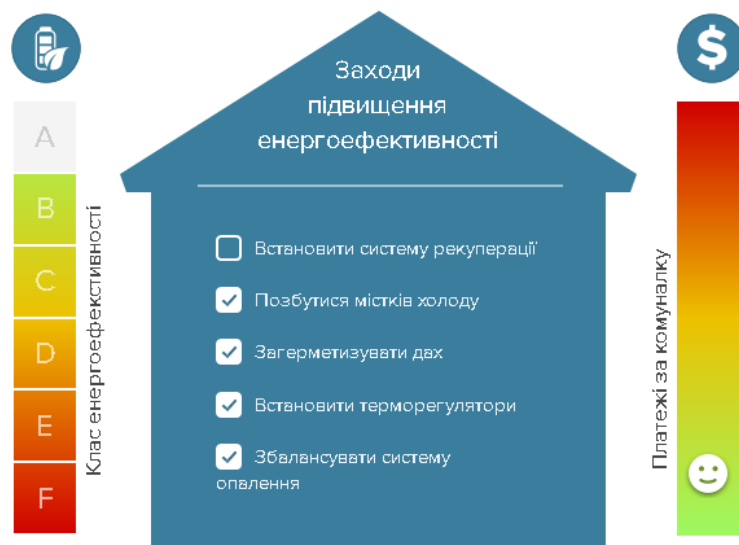 $
Заходи
підвищення
енергоефективності
A
B
C
D
E
F
Клас енергоефекстивності
Встановити систему рекуперації
Позбутися містків холоду
Загерметизувати дах
Встановити терморегулятори
Збалансувати систему
опалення
Платежі за комуналку